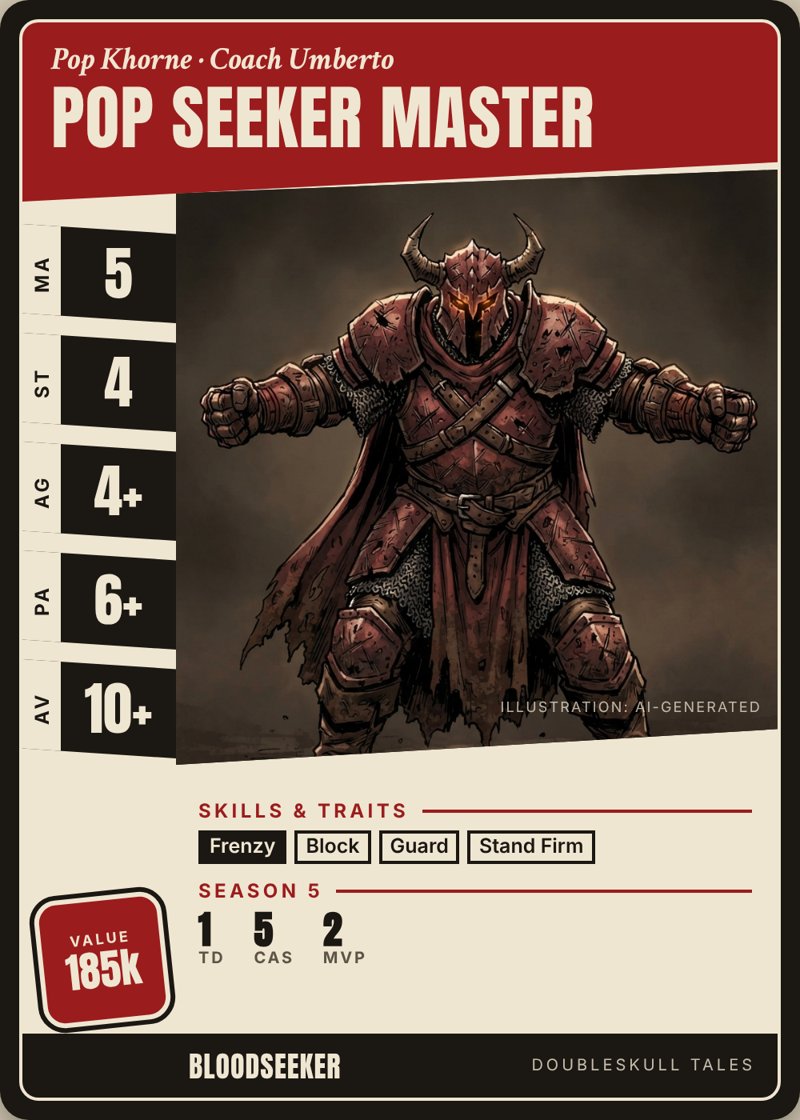 Pop Khorne · Coach Umberto
POP SEEKER MASTER
MA
5
ST
4
AG
4+
PA
6+
AV
10+
ILLUSTRATION: AI-GENERATED
SKILLS & TRAITS
Frenzy Block Guard Stand Firm
SEASON 5
1 5 2
TD CAS MVP
VALUE
185k
BLOODSEEKER
DOUBLESKULL TALES